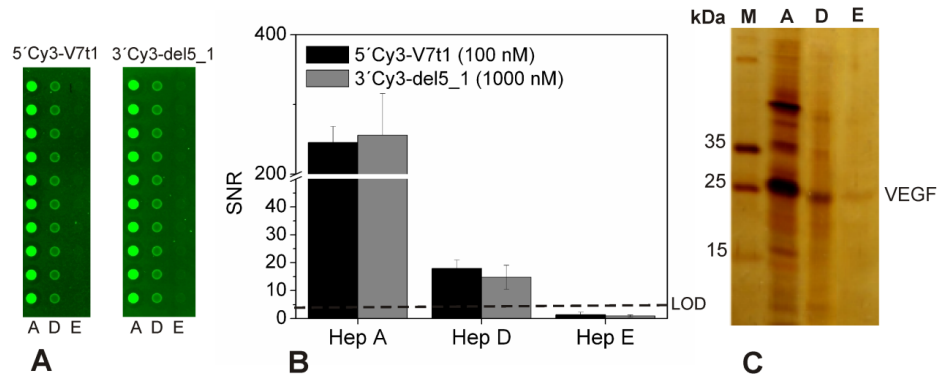 5´Cy3-V7t1 3´Cy3-del5_1
A D E A D E
A
400
5´Cy3-V7t1 (100 nM)
3´Cy3-del5_1 (1000 nM)
200
SNR
40
30
20
10
0
LOD
Hep A Hep D Hep E
B
kDa M A D E
35
25
VEGF
15
C